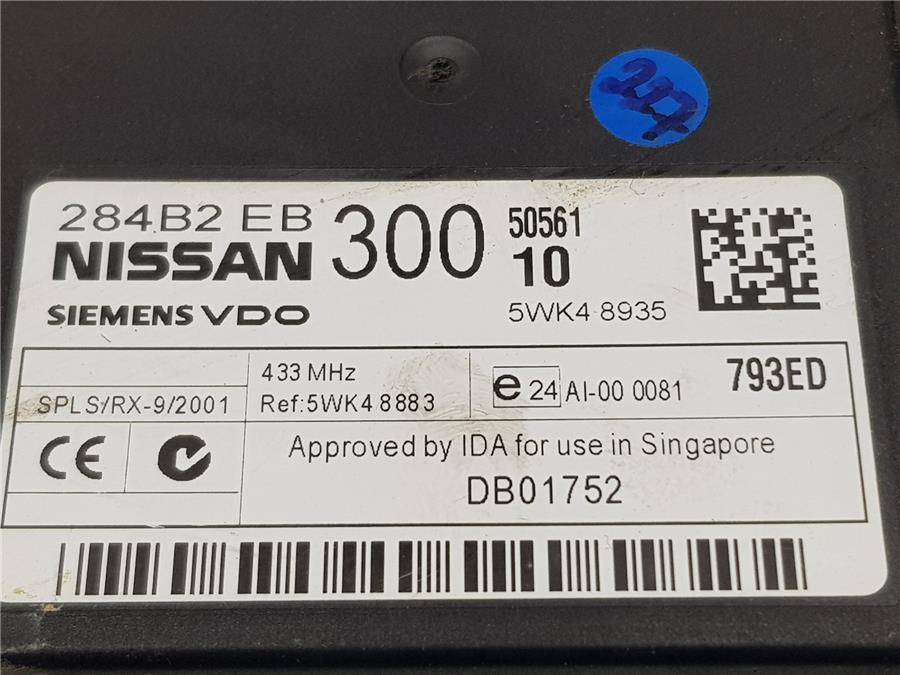 217
284B2 EB 300 50561
NISSAN 10
SIEMENS VDO 5WK4 8935
433 MHz
SPLS/RX-9/2001 Ref:5WK4 8883 e 24 AI-00 0081 793ED
CE Approved by IDA for use in Singapore
DB01752